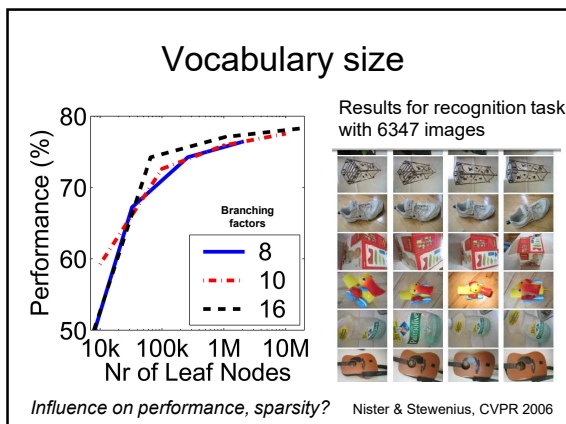 Vocabulary size
Results for recognition task
with 6347 images
80
70
60
50
Performance (%)
Branching
factors
8
10
16
10k 100k 1M 10M
Nr of Leaf Nodes
Influence on performance, sparsity?
Nister & Stewenius, CVPR 2006